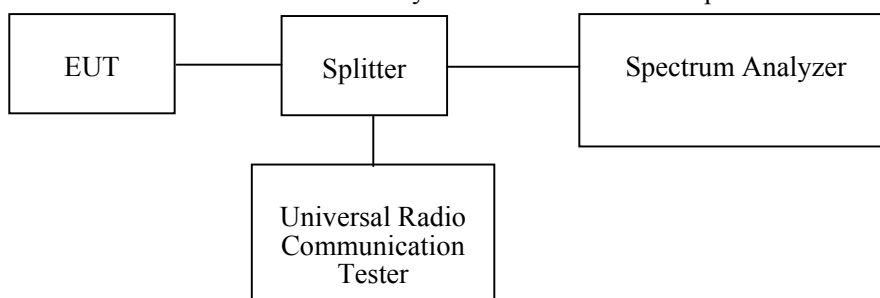 EUT
Splitter
Spectrum Analyzer
Universal Radio
Communication
Tester